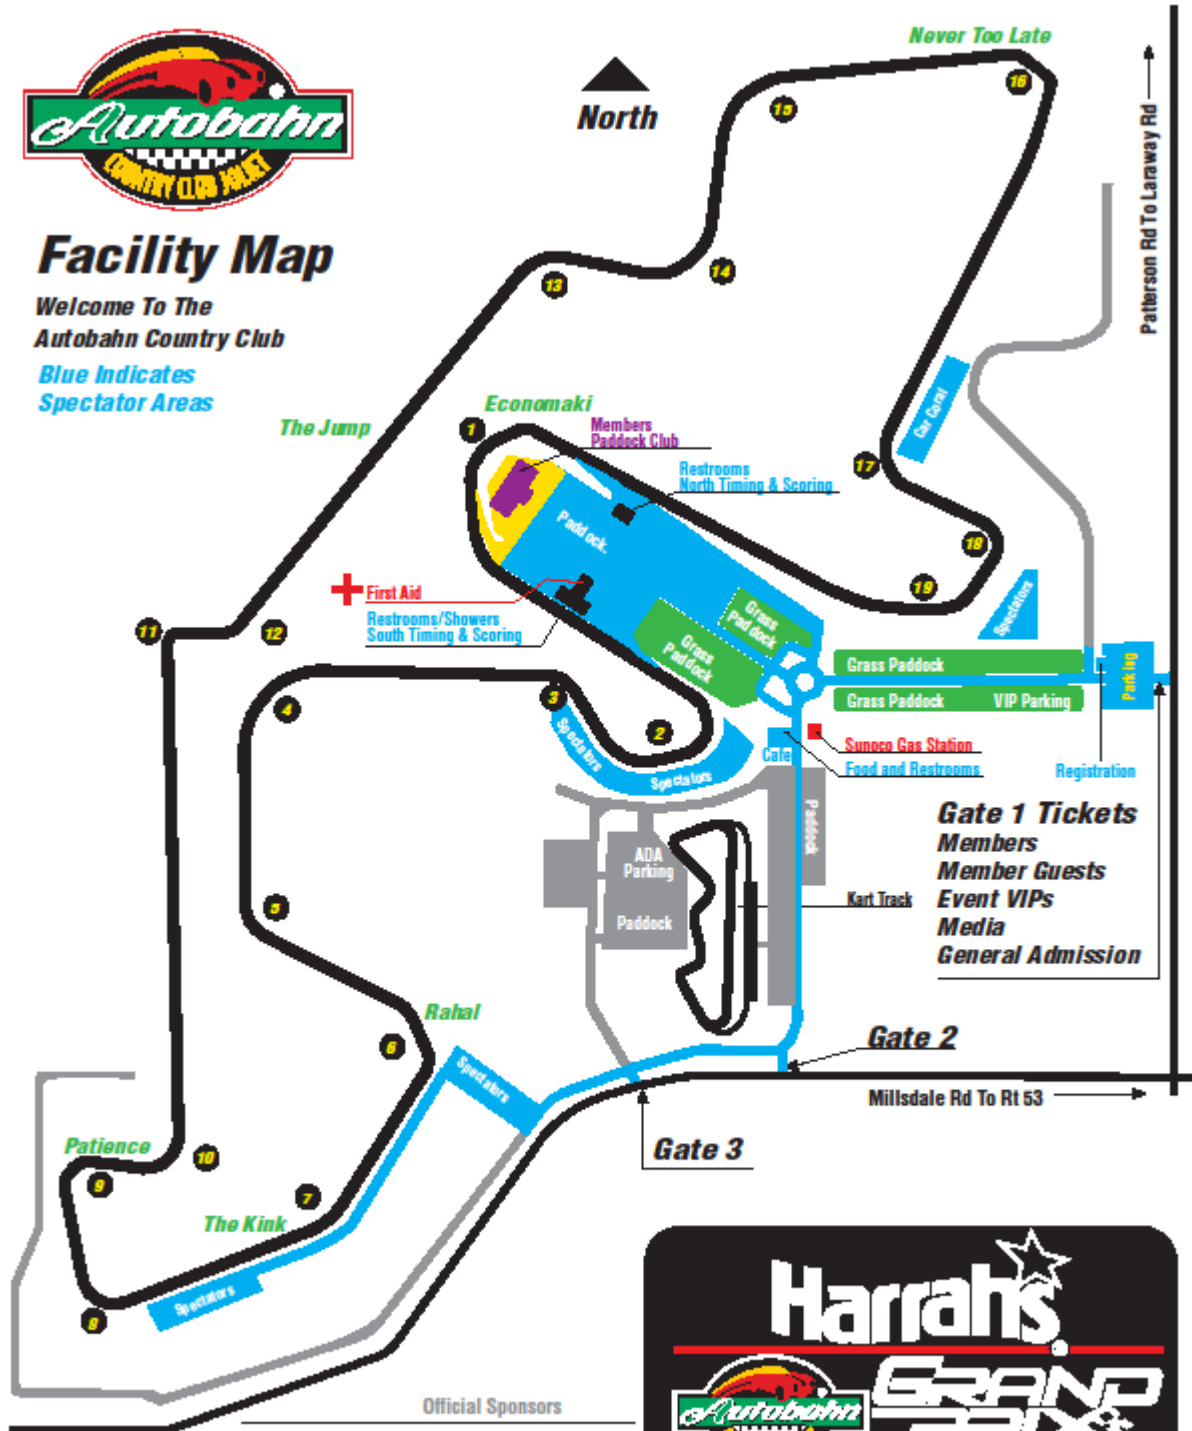 Autobahn
COUNTRY CLUB JOLIET
Facility Map
Welcome To The
Autobahn Country Club
Blue Indicates
Spectator Areas
North
Never Too Late
16
15
14
13
Patterson Rd To Laraway Rd
The Jump
Economaki
1
Members
Paddock Club
Restrooms
North Timing & Scoring
Paddock.
Car Coral
17
18
19
First Aid
Restrooms/Showers
South Timing & Scoring
Grass
Paddock
Grass
Paddock
Spectators
11
12
Grass Paddock
Grass Paddock
VIP Parking
Parking
3
4
2
Spectators
Spectators
Cafe
Sunoco Gas Station
Food and Restrooms
Registration
Paddock
ADA
Parking
Paddock
Kart Track
Gate 1 Tickets
Members
Member Guests
Event VIPs
Media
General Admission
5
Rahal
6
Spectators
Gate 2
Millsdale Rd To Rt 53
Gate 3
Patience
9
10
7
The Kink
8
Spectators
Official Sponsors
Harrah's
Autobahn
GRAND
PRIX